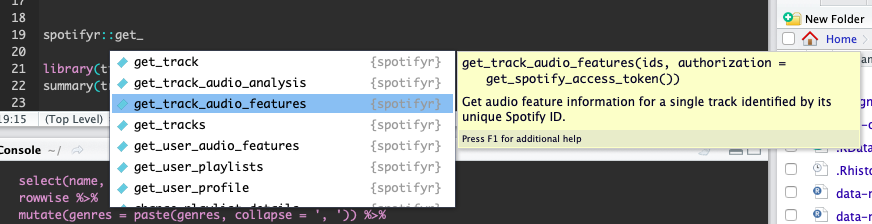 17
18
19 spotifyr::get_
20
21 library(t
22 summary(tr
23
get_track {spotifyr}
get_track_audio_analysis {spotifyr}
get_track_audio_features {spotifyr}
get_tracks {spotifyr}
get_user_audio_features {spotifyr}
get_user_playlists {spotifyr}
get_user_profile {spotifyr}
get_track_audio_features(ids, authorization =
get_spotify_access_token())
Get audio feature information for a single track identified by its
unique Spotify ID.
Press F1 for additional help
19:15 (Top Level)
Console ~/
select(name,
rowwise %>%
mutate(genres = paste(genres, collapse = ', ')) %>%
New Folder
Home
.RData
.Rhisto
data-r
data-r